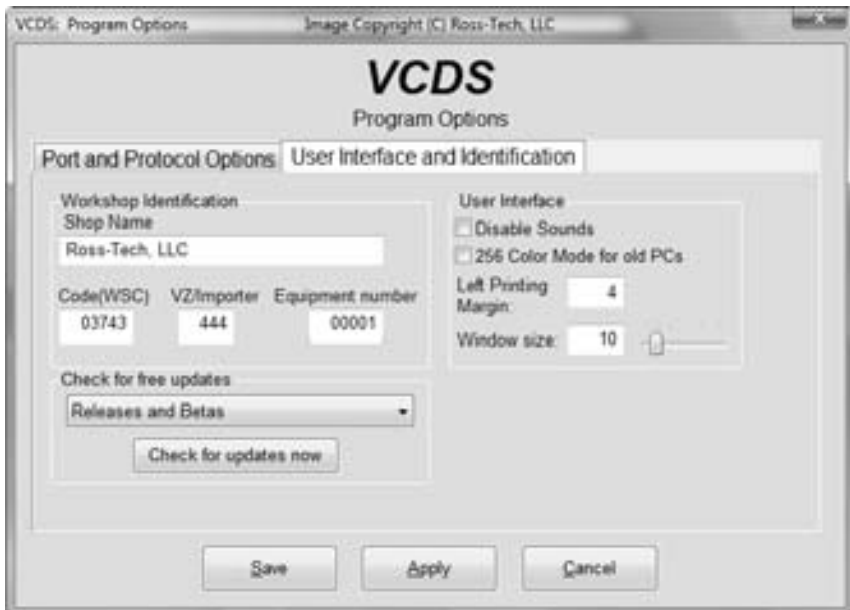 VCDS: Program Options Image Copyright (C) Ross-Tech, LLC
VCDS
Program Options
Port and Protocol Options User Interface and Identification
Workshop Identification
Shop Name
Ross-Tech, LLC
Code(WSC) VZ/Importer Equipment number
03743 444 00001
Check for free updates
Releases and Betas
Check for updates now
User Interface
Disable Sounds
256 Color Mode for old PCs
Left Printing
Margin: 4
Window size: 10
Save Apply Cancel